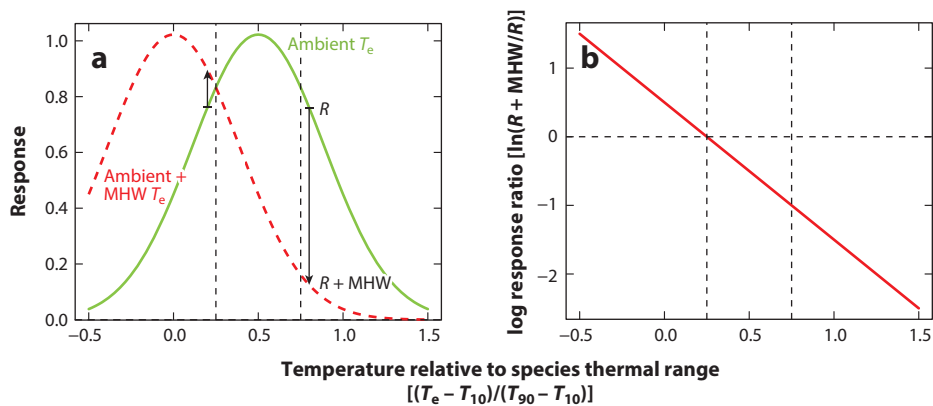 a
Ambient Tₑ
Ambient +
MHW Tₑ
R
R + MHW
Response
1.0
0.8
0.6
0.4
0.2
0.0
−0.5
0.0
0.5
1.0
1.5
b
log response ratio [ln(R + MHW/R)]
1
0
−1
−2
−0.5
0.0
0.5
1.0
1.5
Temperature relative to species thermal range
[(Tₑ – T₁₀)/(T₉₀ – T₁₀)]